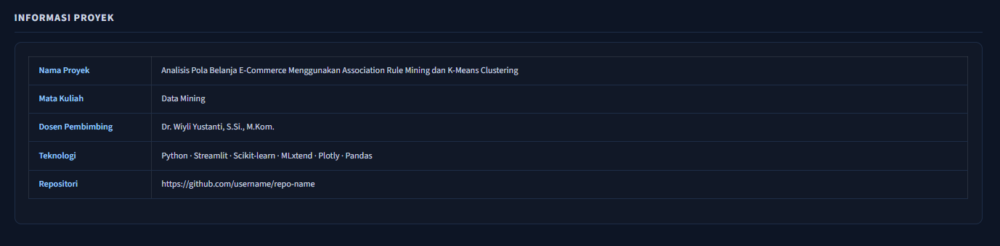 INFORMASI PROYEK
Nama Proyek Analisis Pola Belanja E-Commerce Menggunakan Association Rule Mining dan K-Means Clustering
Mata Kuliah Data Mining
Dosen Pembimbing Dr. Wiyli Yustanti, S.Si., M.Kom.
Teknologi Python · Streamlit · Scikit-learn · MLxtend · Plotly · Pandas
Repositori https://github.com/username/repo-name